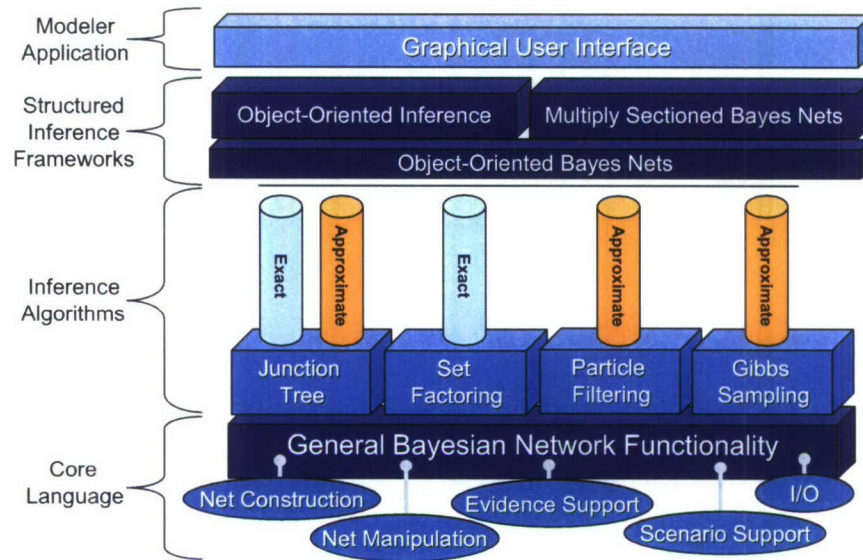 Modeler
Application
Graphical User Interface
Structured
Inference
Frameworks
Object-Oriented Inference
Multiply Sectioned Bayes Nets
Object-Oriented Bayes Nets
Inference
Algorithms
Exact
Approximate
Exact
Approximate
Approximate
Junction
Tree
Set
Factoring
Particle
Filtering
Gibbs
Sampling
Core
Language
General Bayesian Network Functionality
Net Construction
Net Manipulation
Evidence Support
Scenario Support
I/O